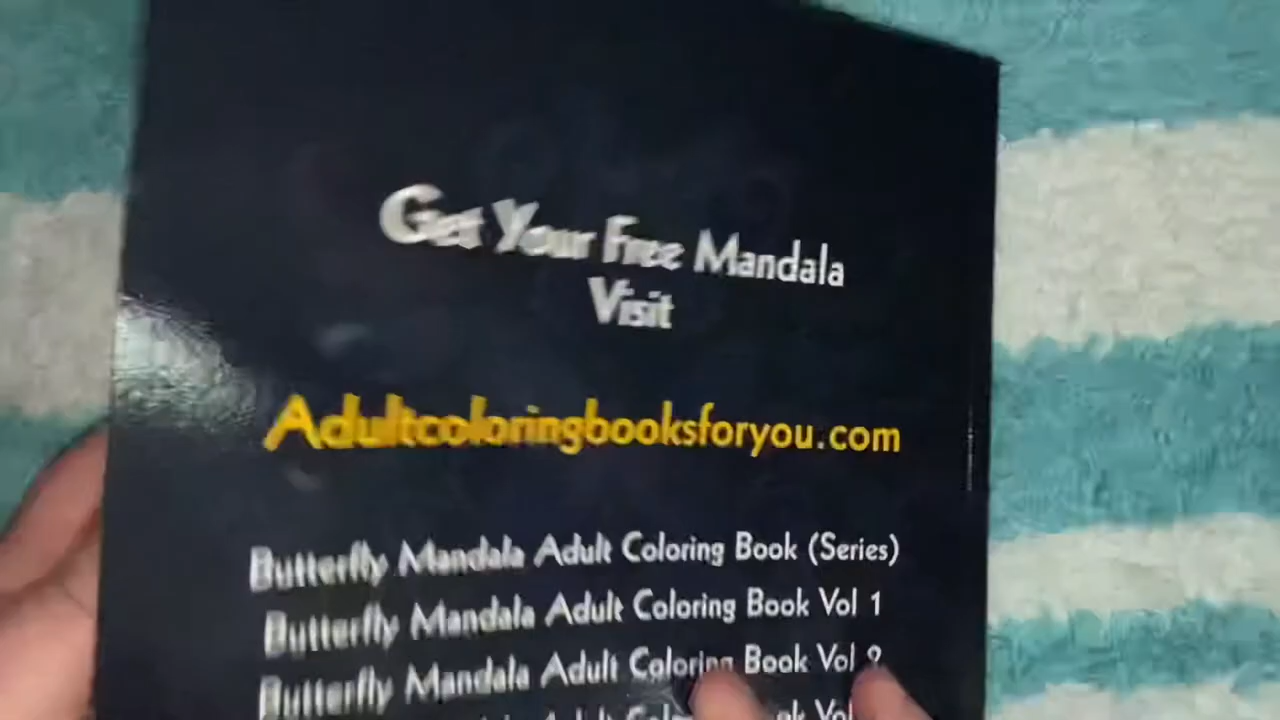 Get Your Free Mandala
Visit
Adultcoloringbooksforyou.com
Butterfly Mandala Adult Coloring Book (Series)
Butterfly Mandala Adult Coloring Book Vol 1
Butterfly Mandala Adult Coloring Book Vol 2
Vol